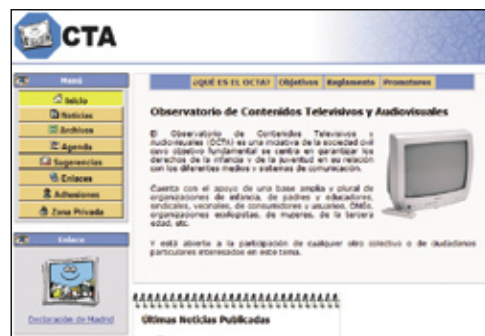 OCTA
Menú
¿QUÉ ES EL OCTA? Objetivos Reglamento Promotores
Inicio
Noticias
Archivos
Agenda
Sugerencias
Enlaces
Adhesiones
Zona Privada
Observatorio de Contenidos Televisivos y Audiovisuales
El Observatorio de Contenidos Televisivos y
Audiovisuales (OCTA) es una iniciativa de la sociedad civil
cuyo objetivo fundamental se centra en garantizar los
derechos de la infancia y de la juventud en su relación
con los diferentes medios y sistemas de comunicación.
Cuenta con el apoyo de una base amplia y plural de
organizaciones de infancia, de padres y educadores,
sindicales, vecinales, de consumidores y usuarios, ONGs,
organizaciones ecologistas, de mujeres, de la tercera
edad, etc.
Y está abierto a la participación de cualquier otro colectivo o de ciudadanos
particulares interesados en este tema.
Enlace
Declaración de Madrid
Últimas Noticias Publicadas